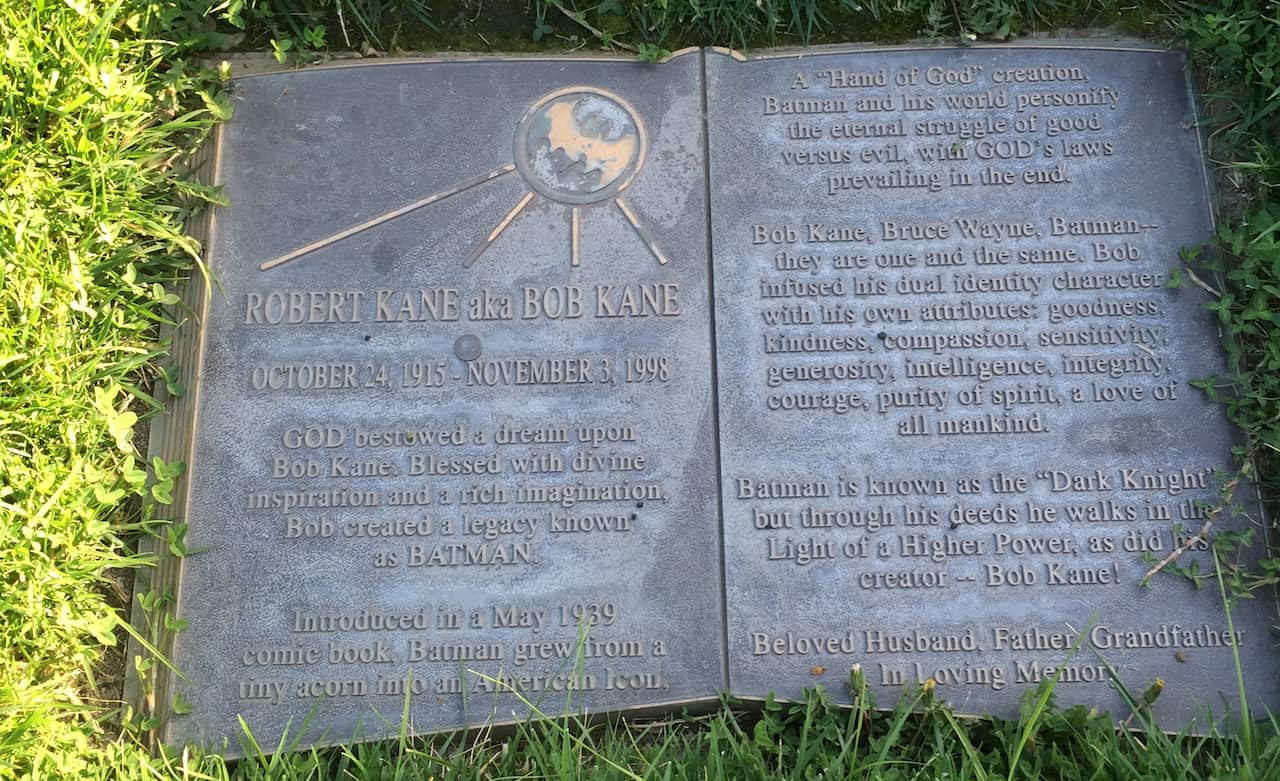 ROBERT KANE aka BOB KANE
OCTOBER 24, 1915 - NOVEMBER 3, 1998
GOD bestowed a dream upon
Bob Kane. Blessed with divine
inspiration and a rich imagination,
Bob created a legacy known
as BATMAN.
Introduced in a May 1939
comic book, Batman grew from a
tiny acorn into an American Icon.
A "Hand of God" creation,
Batman and his world personify
the eternal struggle of good
versus evil, with GOD's laws
prevailing in the end.
Bob Kane, Bruce Wayne, Batman--
they are one and the same. Bob
infused his dual identity character
with his own attributes: goodness,
kindness, compassion, sensitivity,
generosity, intelligence, integrity,
courage, purity of spirit, a love of
all mankind.
Batman is known as the "Dark Knight"
but through his deeds he walks in the
Light of a Higher Power, as did his
creator -- Bob Kane!
Beloved Husband, Father, Grandfather
In Loving Memory